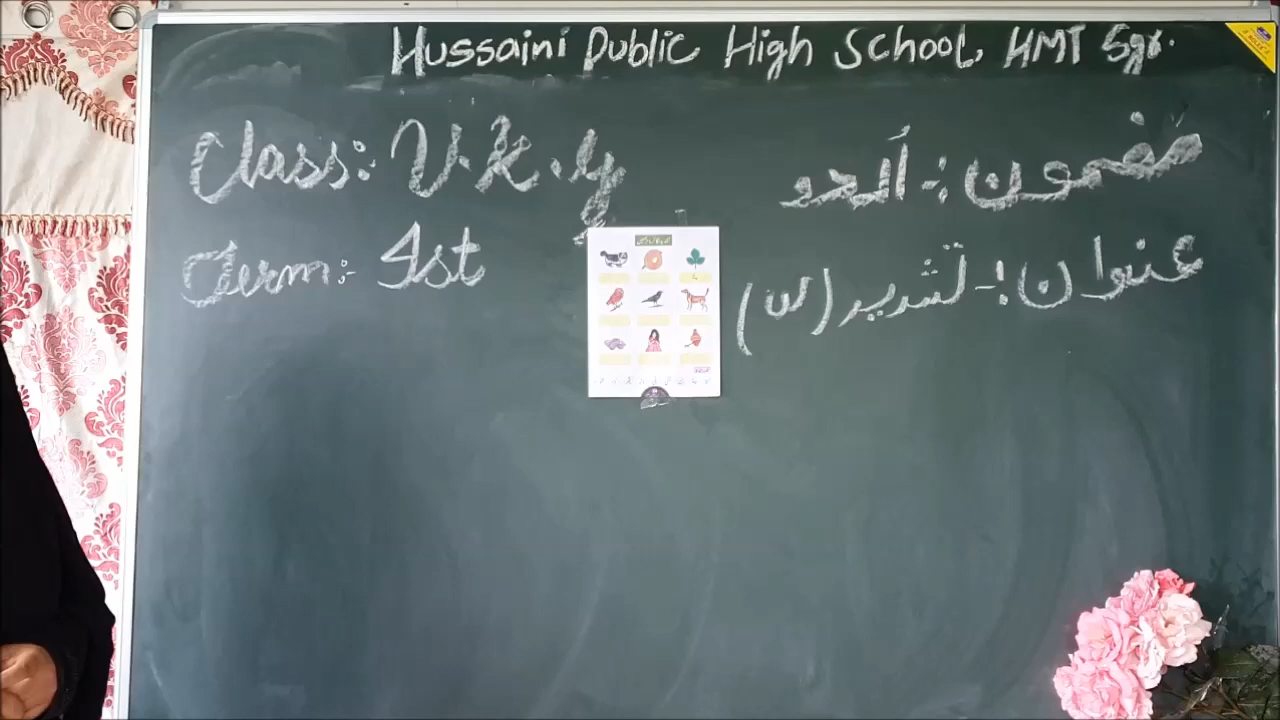 Hussaini Public High School, HMT Sgr.
Class:- U.K.g
مضمون:- اُردو
Term:- 1st
عنوان:- تشدید (س)